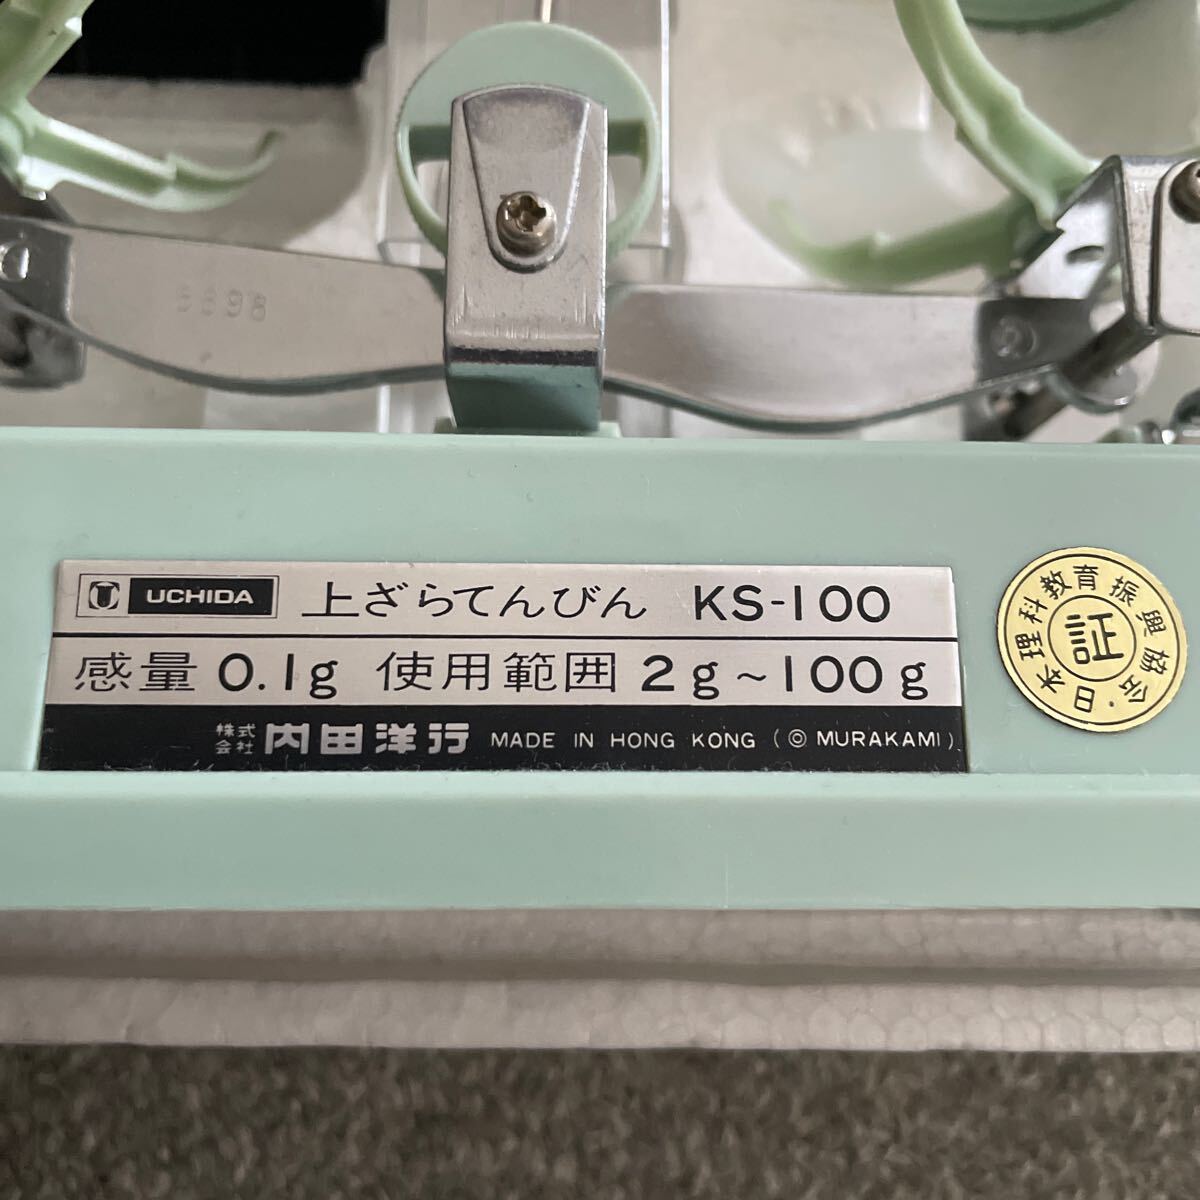 UCHIDA 上ざらてんびん KS-100
感量 0.1g 使用範囲 2g~100g
株式会社 内田洋行 MADE IN HONG KONG (© MURAKAMI)
日本理科教育振興協会
証